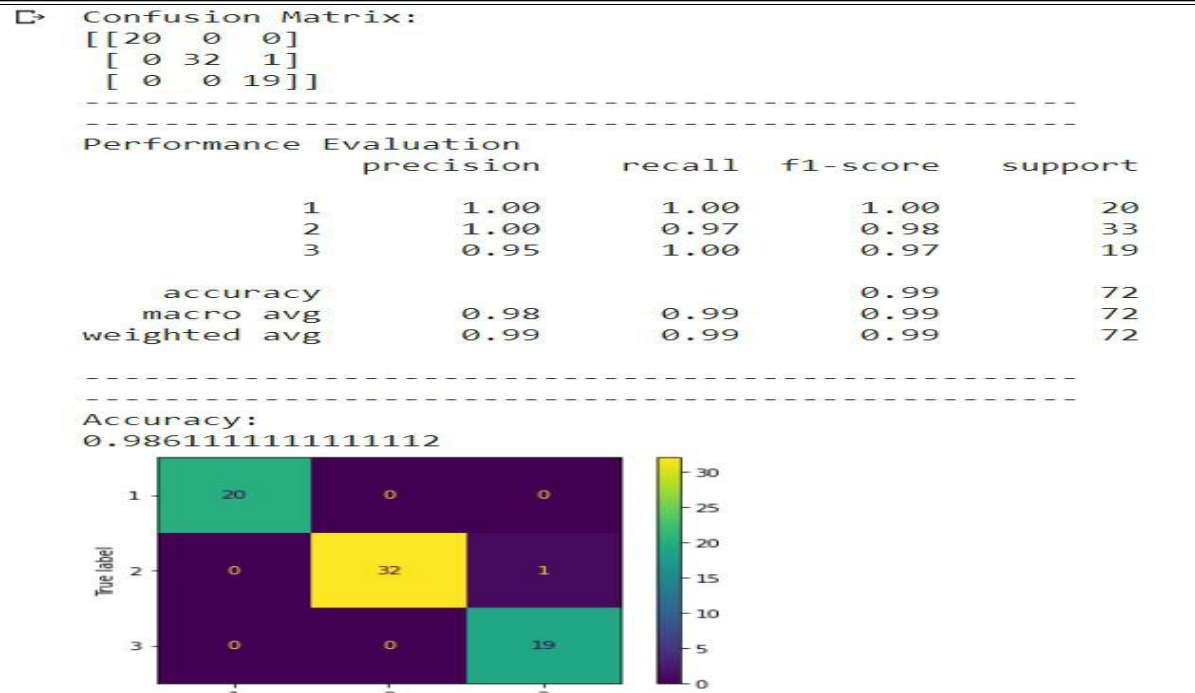 Confusion Matrix:
[[20  0  0]
 [ 0 32  1]
 [ 0  0 19]]
--------------------------------------------------
--------------------------------------------------
Performance Evaluation
              precision    recall  f1-score   support

           1       1.00      1.00      1.00        20
           2       1.00      0.97      0.98        33
           3       0.95      1.00      0.97        19

    accuracy                           0.99        72
   macro avg       0.98      0.99      0.99        72
weighted avg       0.99      0.99      0.99        72

--------------------------------------------------
--------------------------------------------------
Accuracy:
0.9861111111111112
1 20 0 0
2 0 32 1
3 0 0 19
True label
30
25
20
15
10
5
0